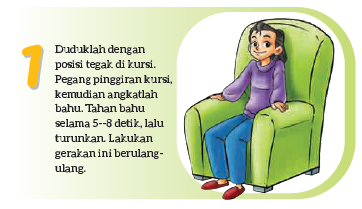 1
Duduklah dengan
posisi tegak di kursi.
Pegang pinggiran kursi,
kemudian angkatlah
bahu. Tahan bahu
selama 5--8 detik, lalu
turunkan. Lakukan
gerakan ini berulang-
ulang.